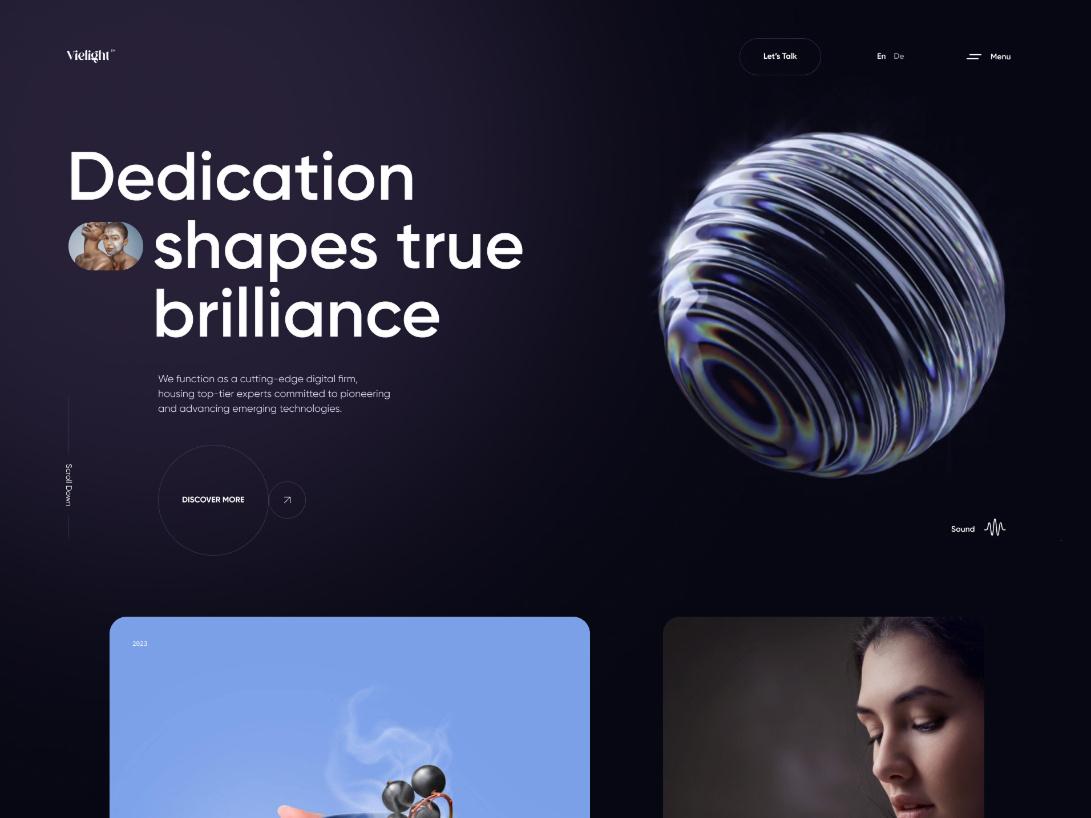 Vielight
Let's Talk
En De
Menu
Dedication
shapes true
brilliance
We function as a cutting-edge digital firm,
housing top-tier experts committed to pioneering
and advancing emerging technologies.
Scroll Down
DISCOVER MORE
Sound
2023